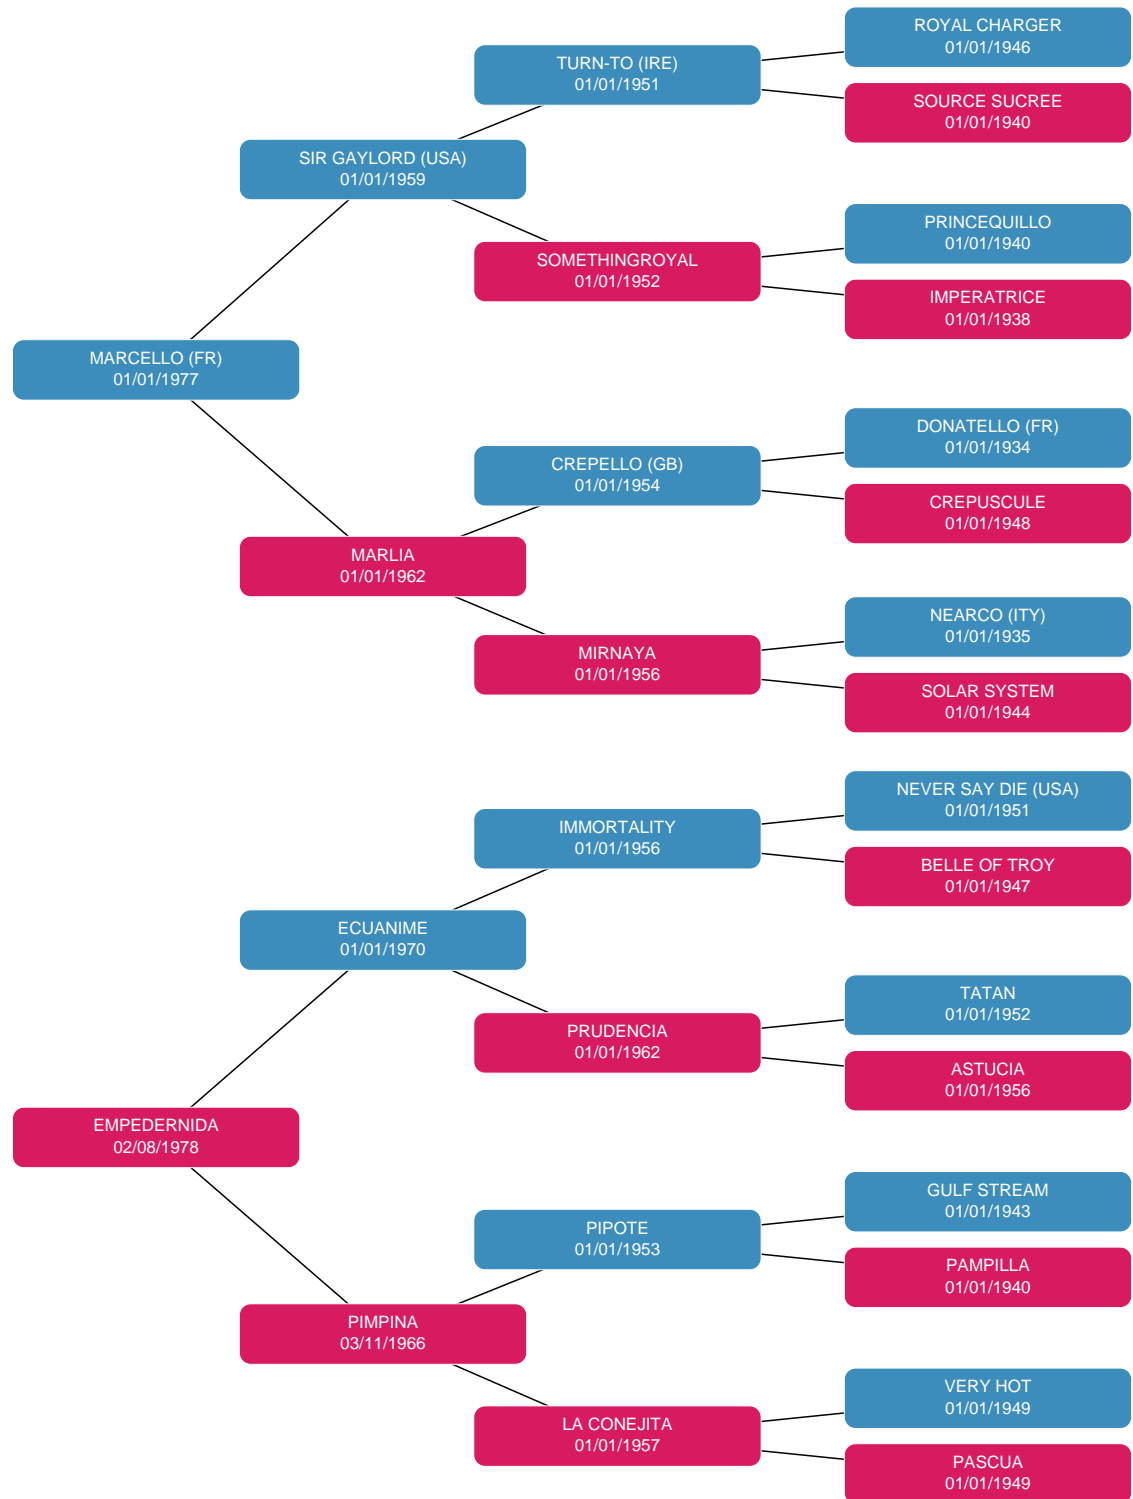 ROYAL CHARGER
01/01/1946
TURN-TO (IRE)
01/01/1951
SOURCE SUCREE
01/01/1940
SIR GAYLORD (USA)
01/01/1959
PRINCEQUILLO
01/01/1940
SOMETHINGROYAL
01/01/1952
IMPERATRICE
01/01/1938
MARCELLO (FR)
01/01/1977
DONATELLO (FR)
01/01/1934
CREPELLO (GB)
01/01/1954
CREPUSCULE
01/01/1948
MARLIA
01/01/1962
NEARCO (ITY)
01/01/1935
MIRNAYA
01/01/1956
SOLAR SYSTEM
01/01/1944
NEVER SAY DIE (USA)
01/01/1951
IMMORTALITY
01/01/1956
BELLE OF TROY
01/01/1947
ECUANIME
01/01/1970
TATAN
01/01/1952
PRUDENCIA
01/01/1962
ASTUCIA
01/01/1956
EMPEDERNIDA
02/08/1978
GULF STREAM
01/01/1943
PIPOTE
01/01/1953
PAMPILLA
01/01/1940
PIMPINA
03/11/1966
VERY HOT
01/01/1949
LA CONEJITA
01/01/1957
PASCUA
01/01/1949